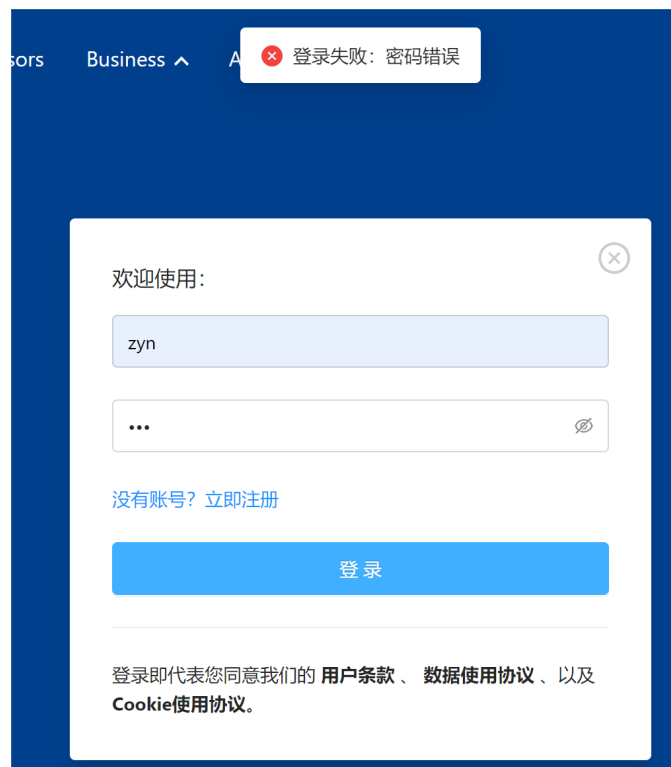 Business
登录失败：密码错误
欢迎使用：
zyn
没有账号？立即注册
登 录
登录即代表您同意我们的 用户条款 、 数据使用协议 、以及
Cookie使用协议。